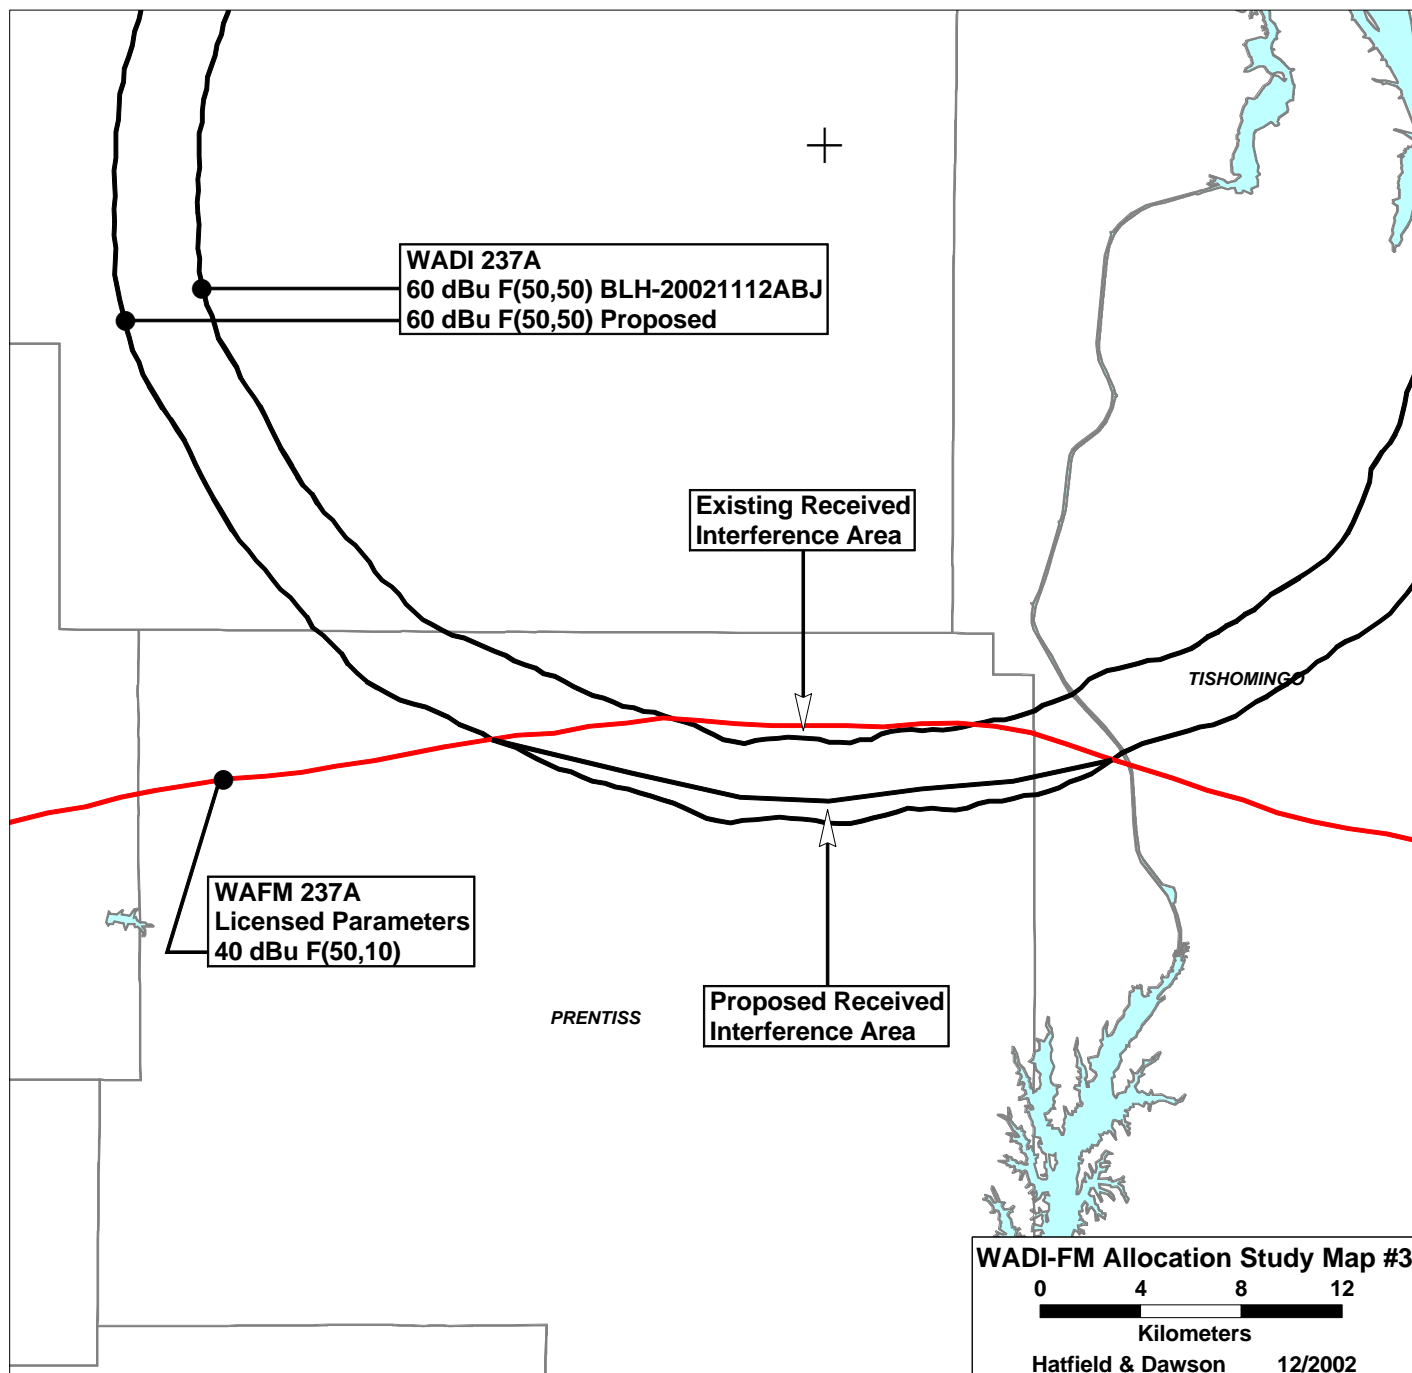 WADI 237A
60 dBu F(50,50) BLH-20021112ABJ
60 dBu F(50,50) Proposed
Existing Received
Interference Area
TISHOMINGO
WAFM 237A
Licensed Parameters
40 dBu F(50,10)
Proposed Received
Interference Area
PRENTISS
WADI-FM Allocation Study Map #3
0 4 8 12
Kilometers
Hatfield & Dawson 12/2002